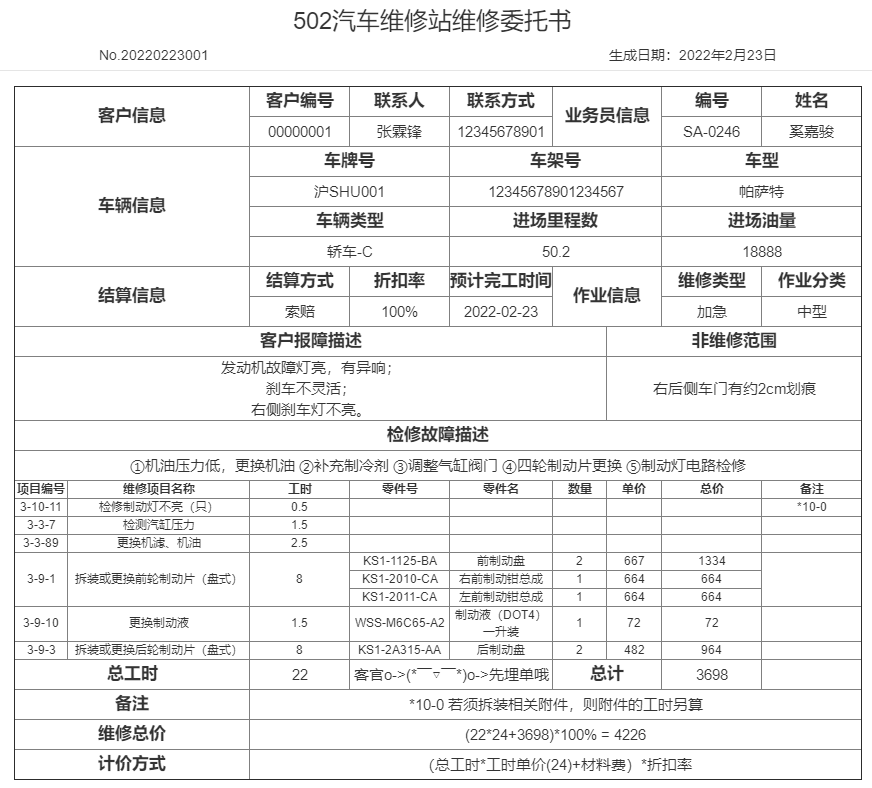 502汽车维修站维修委托书
No.20220223001 生成日期：2022年2月23日
客户信息 客户编号 联系人 联系方式 业务员信息 编号 姓名
00000001 张霖锋 12345678901 SA-0246 奚嘉骏
车辆信息 车牌号 车架号 车型
沪SHU001 12345678901234567 帕萨特
车辆类型 进场里程数 进场油量
轿车-C 50.2 18888
结算信息 结算方式 折扣率 预计完工时间 作业信息 维修类型 作业分类
索赔 100% 2022-02-23 加急 中型
客户报障描述 非维修范围
发动机故障灯亮，有异响；
刹车不灵活；
右侧刹车灯不亮。
右后侧车门有约2cm划痕
检修故障描述
①机油压力低，更换机油 ②补充制冷剂 ③调整气缸阀门 ④四轮制动片更换 ⑤制动灯电路检修
项目编号 维修项目名称 工时 零件号 零件名 数量 单价 总价 备注
3-10-11 检修制动灯不亮（只） 0.5 *10-0
3-3-7 检测汽缸压力 1.5
3-3-89 更换机滤、机油 2.5
3-9-1 拆装或更换前轮制动片（盘式） 8 KS1-1125-BA 前制动盘 2 667 1334
KS1-2010-CA 右前制动钳总成 1 664 664
KS1-2011-CA 左前制动钳总成 1 664 664
3-9-10 更换制动液 1.5 WSS-M6C65-A2 制动液（DOT4） 1 72 72
一升装
3-9-3 拆装或更换后轮制动片（盘式） 8 KS1-2A315-AA 后制动盘 2 482 964
总工时 22 客官o->(*￣▽￣*)o->先埋单哦 总计 3698
备注 *10-0 若须拆装相关附件，则附件的工时另算
维修总价 (22*24+3698)*100% = 4226
计价方式 （总工时*工时单价(24)+材料费）*折扣率